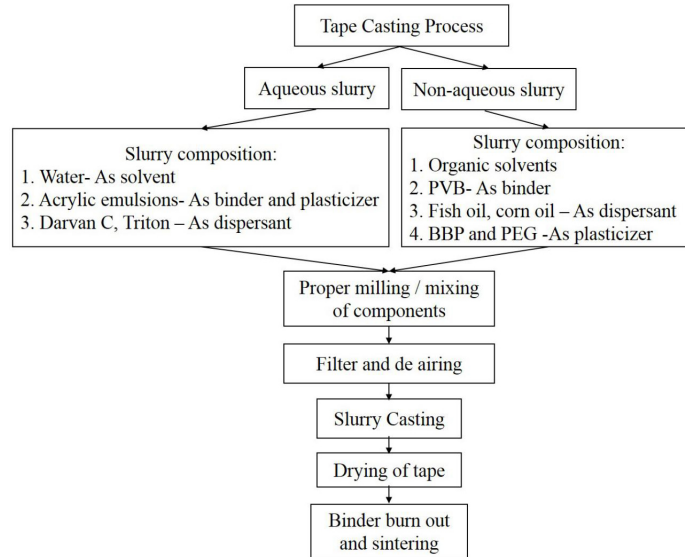 Tape Casting Process
Aqueous slurry
Non-aqueous slurry
Slurry composition:
1. Water- As solvent
2. Acrylic emulsions- As binder and plasticizer
3. Darvan C, Triton – As dispersant
Slurry composition:
1. Organic solvents
2. PVB- As binder
3. Fish oil, corn oil – As dispersant
4. BBP and PEG -As plasticizer
Proper milling / mixing
of components
Filter and de airing
Slurry Casting
Drying of tape
Binder burn out
and sintering